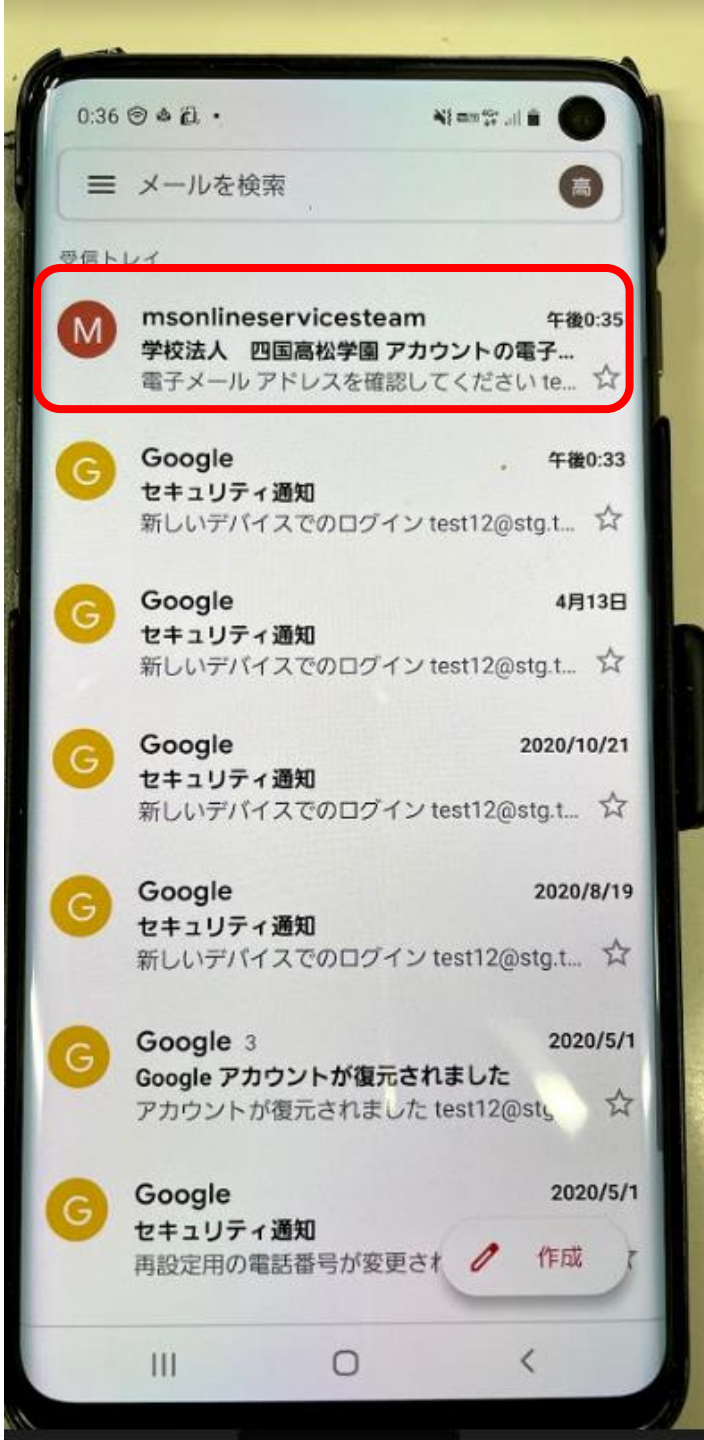 0:36
メールを検索
高
受信トレイ
M
msonlineservicesteam 午後0:35
学校法人 四国高松学園 アカウントの電子...
電子メール アドレスを確認してください te...
G
Google 午後0:33
セキュリティ通知
新しいデバイスでのログイン test12@stg.t...
G
Google 4月13日
セキュリティ通知
新しいデバイスでのログイン test12@stg.t...
G
Google 2020/10/21
セキュリティ通知
新しいデバイスでのログイン test12@stg.t...
G
Google 2020/8/19
セキュリティ通知
新しいデバイスでのログイン test12@stg.t...
G
Google 3 2020/5/1
Google アカウントが復元されました
アカウントが復元されました test12@stg
G
Google 2020/5/1
セキュリティ通知
再設定用の電話番号が変更され
作成